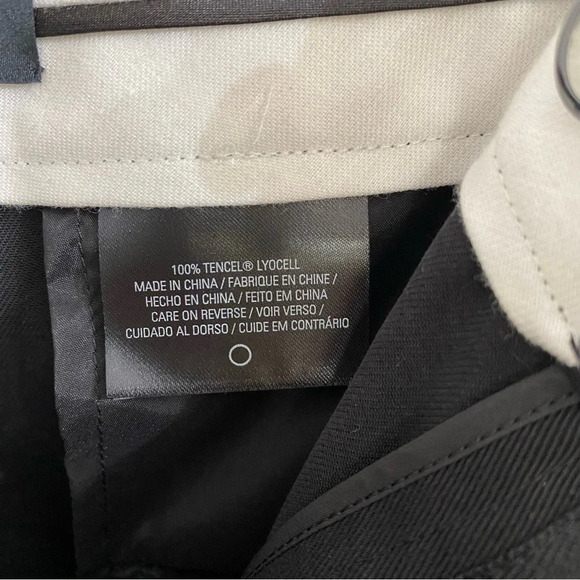 100% TENCEL® LYOCELL
MADE IN CHINA / FABRIQUE EN CHINE /
HECHO EN CHINA / FEITO EM CHINA
CARE ON REVERSE / VOIR VERSO /
CUIDADO AL DORSO / CUIDE EM CONTRÁRIO